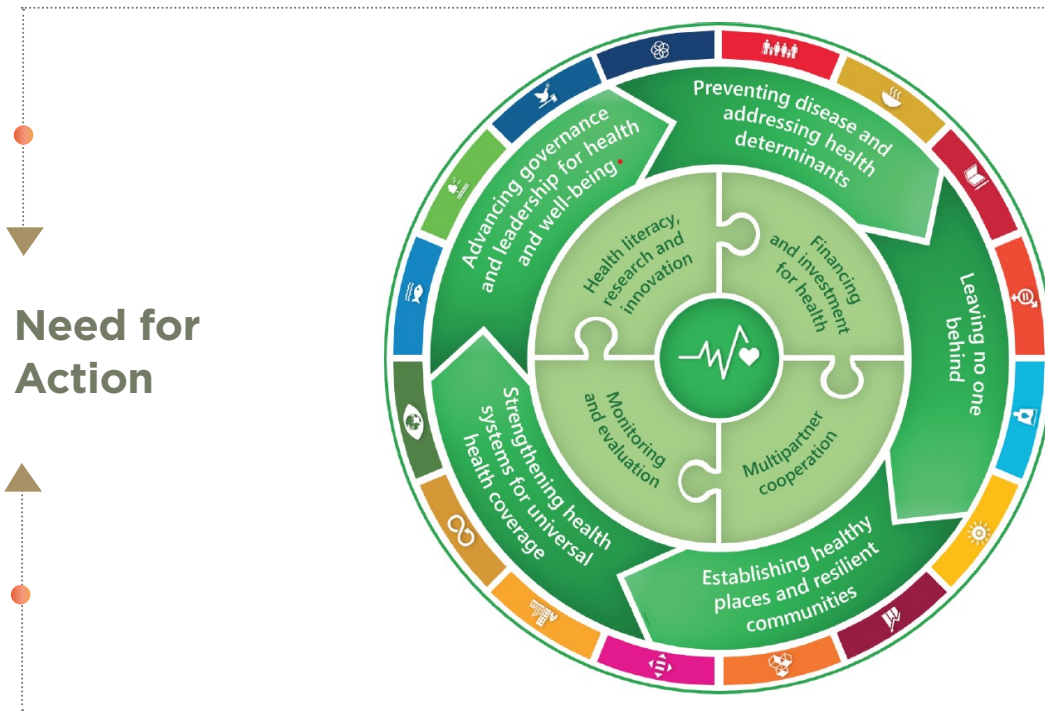 Need for
Action
Preventing disease and
addressing health
determinants
Leaving no one
behind
Establishing healthy
places and resilient
communities
Strengthening health
systems for universal
health coverage
Advancing governance
and leadership for health
and well-being.
Health literacy,
research and
innovation
Financing
and investment
for health
Multipartner
cooperation
Monitoring
and evaluation